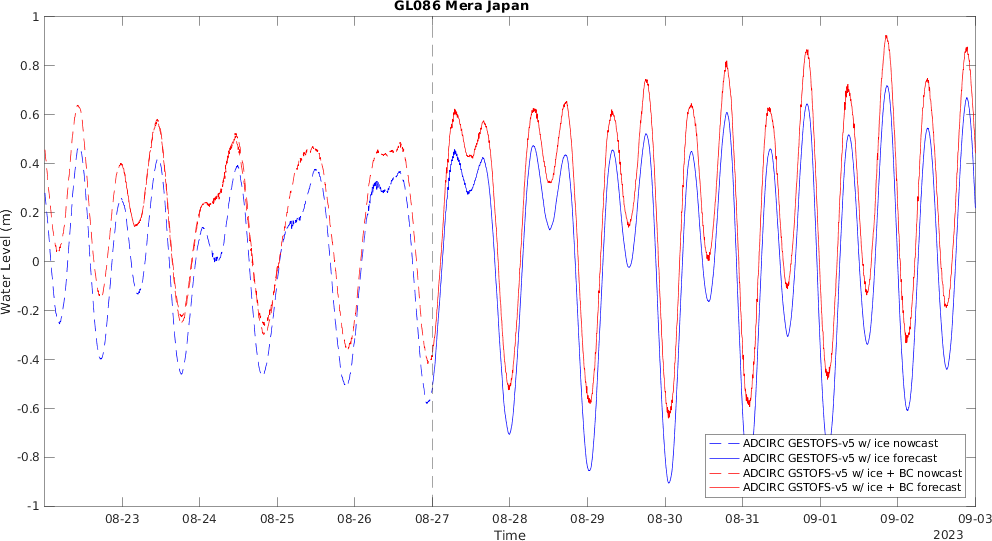 GL086 Mera Japan
1
0.8
0.6
0.4
0.2
0
-0.2
-0.4
-0.6
-0.8
-1
Water Level (m)
ADCIRC GESTOFS-v5 w/ ice nowcast
ADCIRC GESTOFS-v5 w/ ice forecast
ADCIRC GSTOFS-v5 w/ ice + BC nowcast
ADCIRC GSTOFS-v5 w/ ice + BC forecast
08-23 08-24 08-25 08-26 08-27 08-28 08-29 08-30 08-31 09-01 09-02 09-03
Time
2023